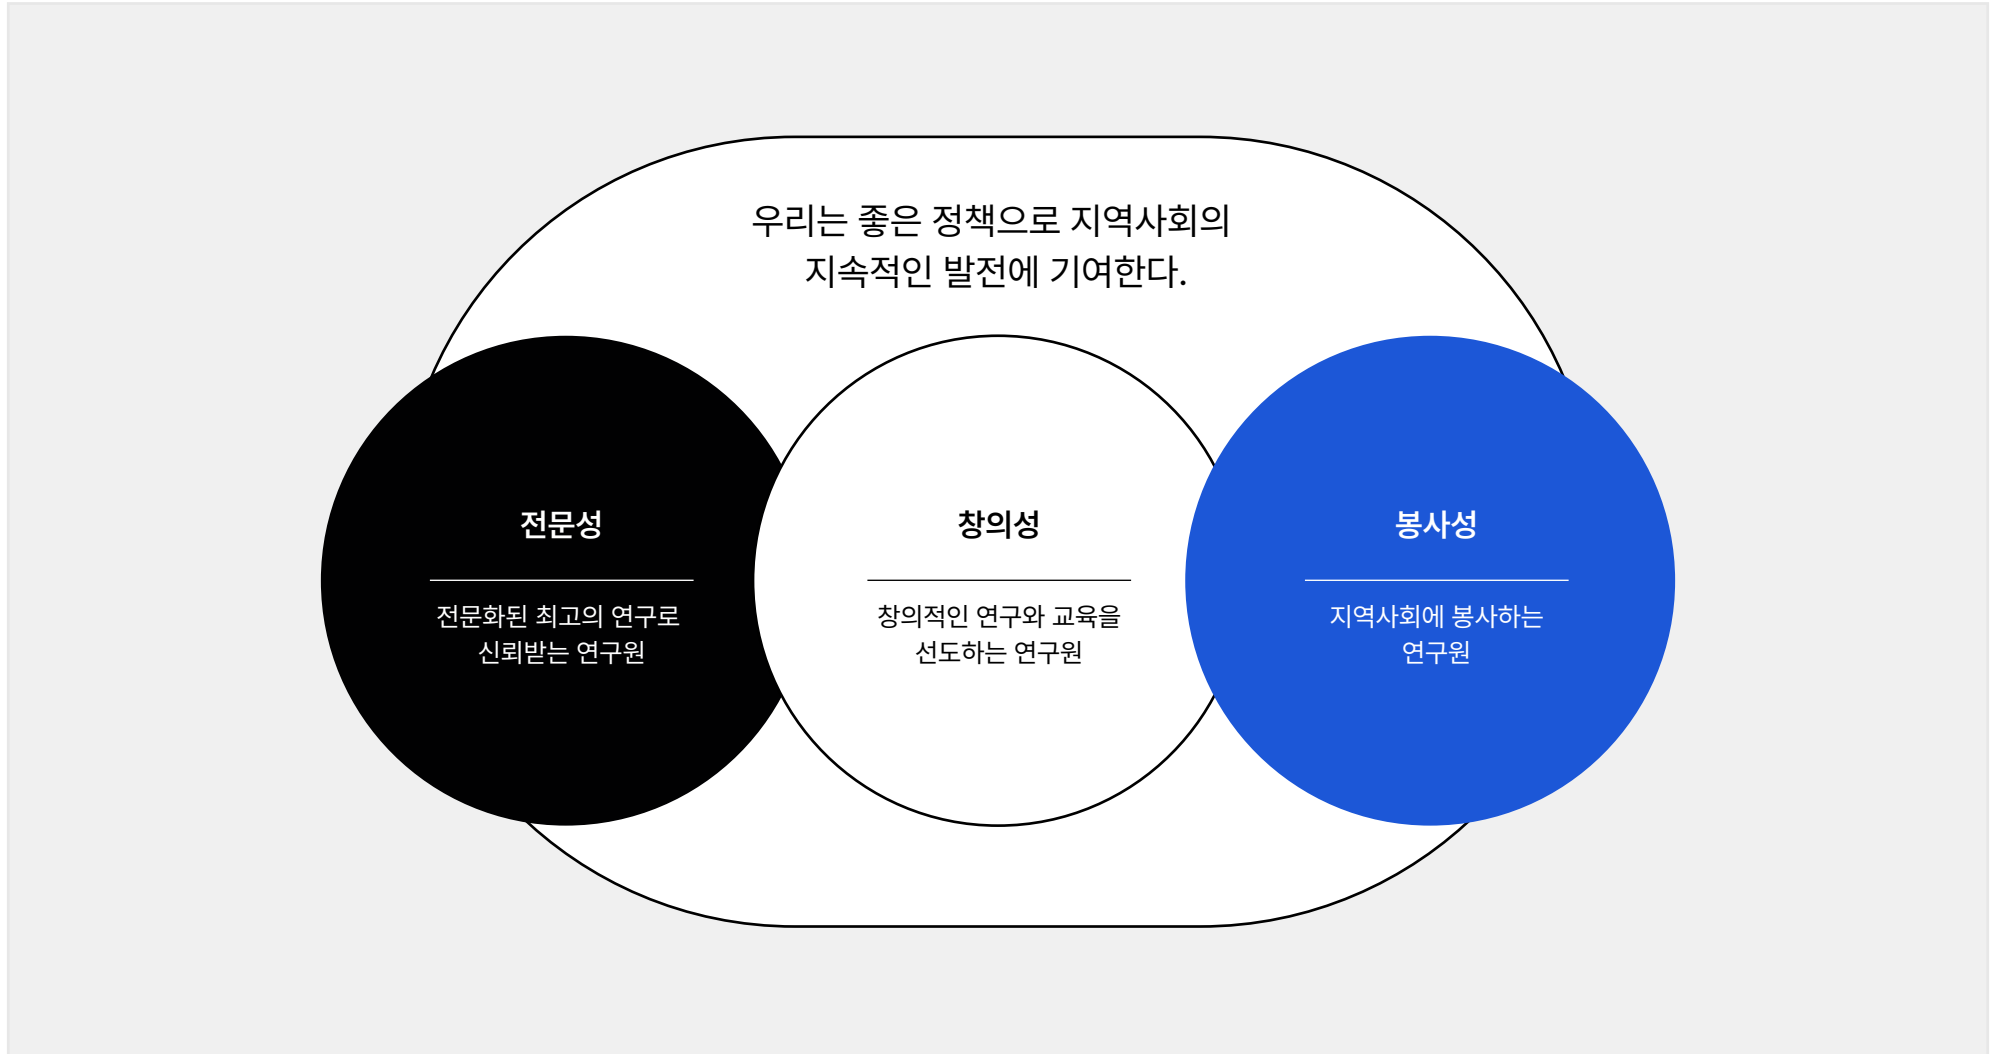 우리는 좋은 정책으로 지역사회의
지속적인 발전에 기여한다.
전문성
전문화된 최고의 연구로
신뢰받는 연구원
창의성
창의적인 연구와 교육을
선도하는 연구원
봉사성
지역사회에 봉사하는
연구원